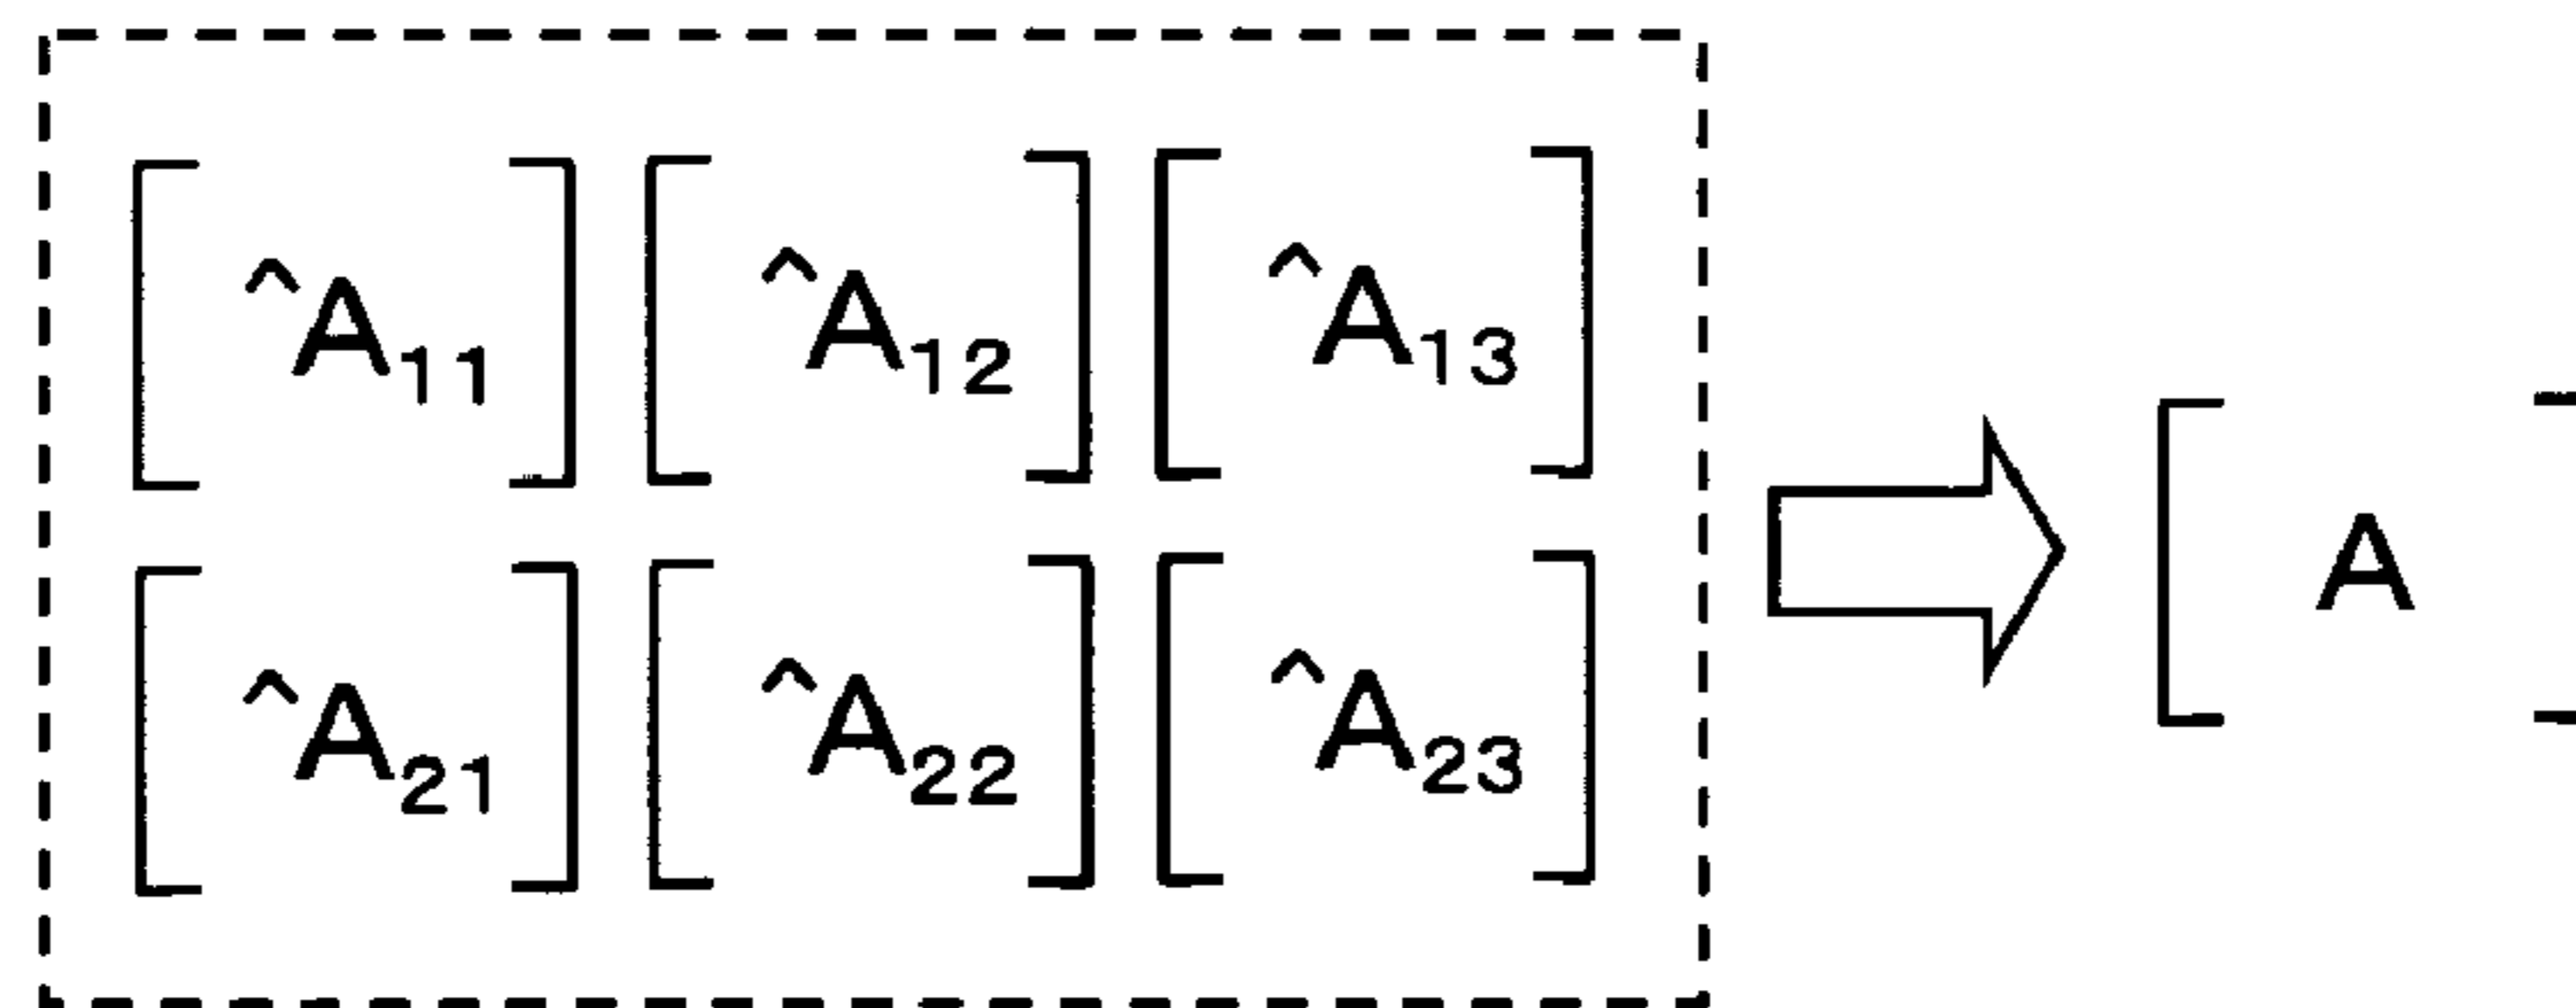 [ ^A₁₁ ] [ ^A₁₂ ] [ ^A₁₃ ]
[ A
[ ^A₂₁ ] [ ^A₂₂ ] [ ^A₂₃ ]